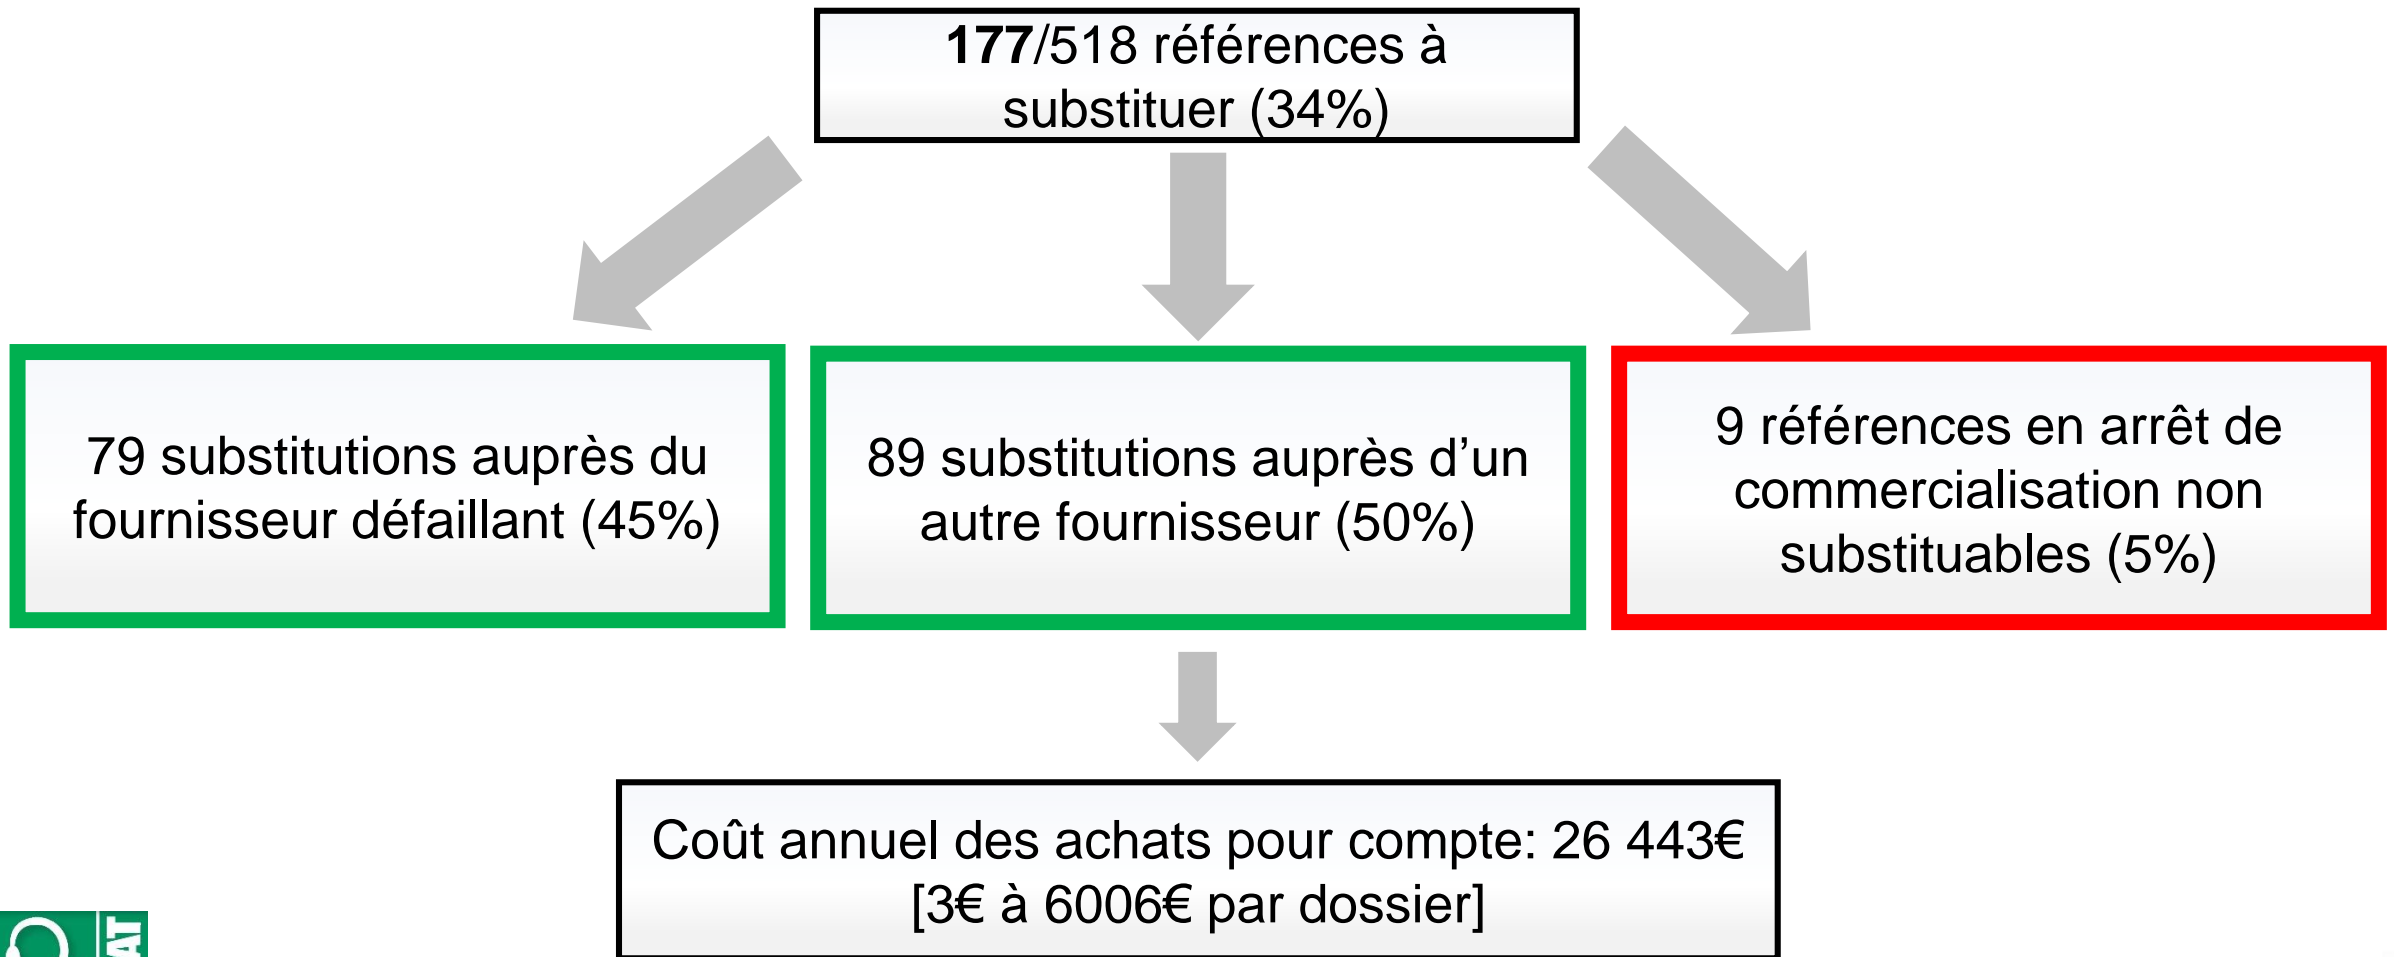 177/518 références à
substituer (34%)
79 substitutions auprès du
fournisseur défaillant (45%)
89 substitutions auprès d’un
autre fournisseur (50%)
9 références en arrêt de
commercialisation non
substituables (5%)
Coût annuel des achats pour compte: 26 443€
[3€ à 6006€ par dossier]